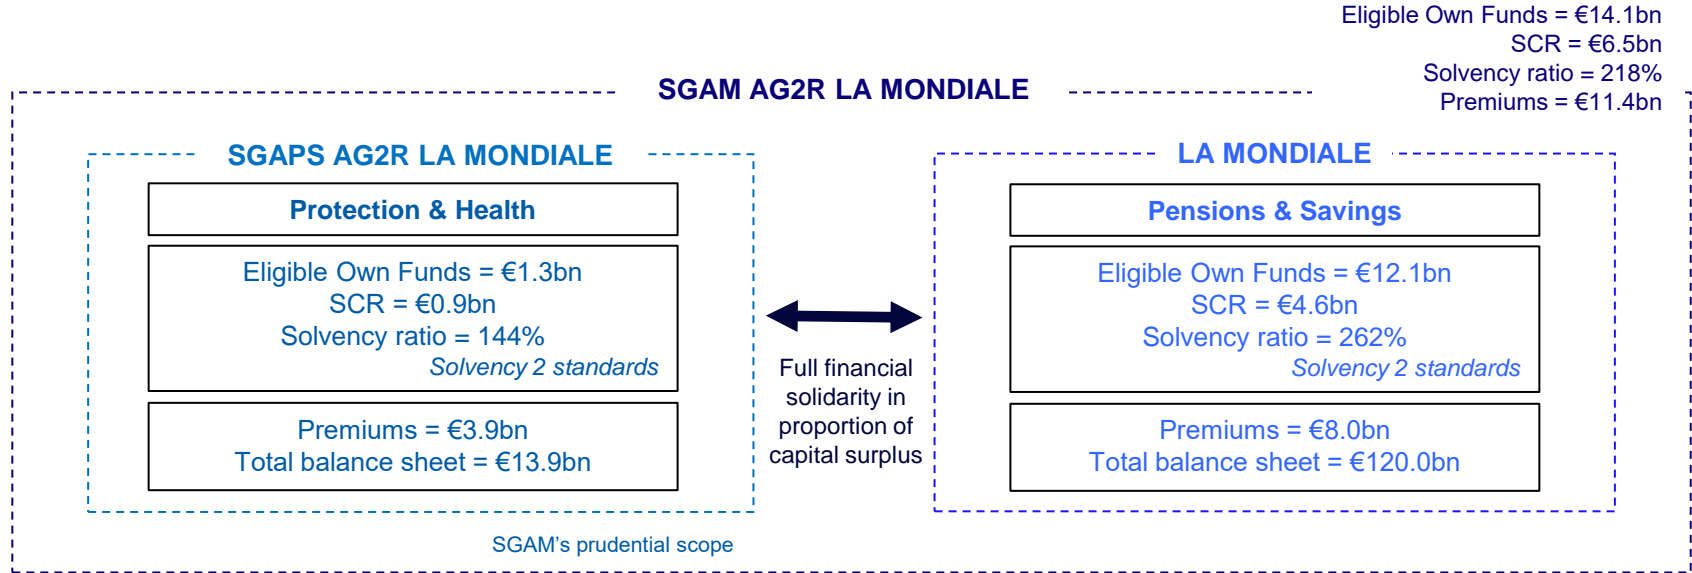 Eligible Own Funds = €14.1bn
SCR = €6.5bn
Solvency ratio = 218%
Premiums = €11.4bn
SGAM AG2R LA MONDIALE
SGAPS AG2R LA MONDIALE
Protection & Health
Eligible Own Funds = €1.3bn
SCR = €0.9bn
Solvency ratio = 144%
Solvency 2 standards
Premiums = €3.9bn
Total balance sheet = €13.9bn
Full financial
solidarity in
proportion of
capital surplus
LA MONDIALE
Pensions & Savings
Eligible Own Funds = €12.1bn
SCR = €4.6bn
Solvency ratio = 262%
Solvency 2 standards
Premiums = €8.0bn
Total balance sheet = €120.0bn
SGAM’s prudential scope